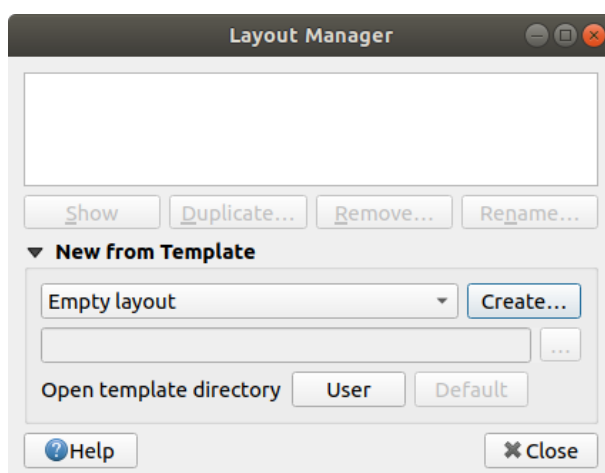 Layout Manager
Show Duplicate... Remove... Rename...
New from Template
Empty layout Create...
...
Open template directory User Default
Help Close